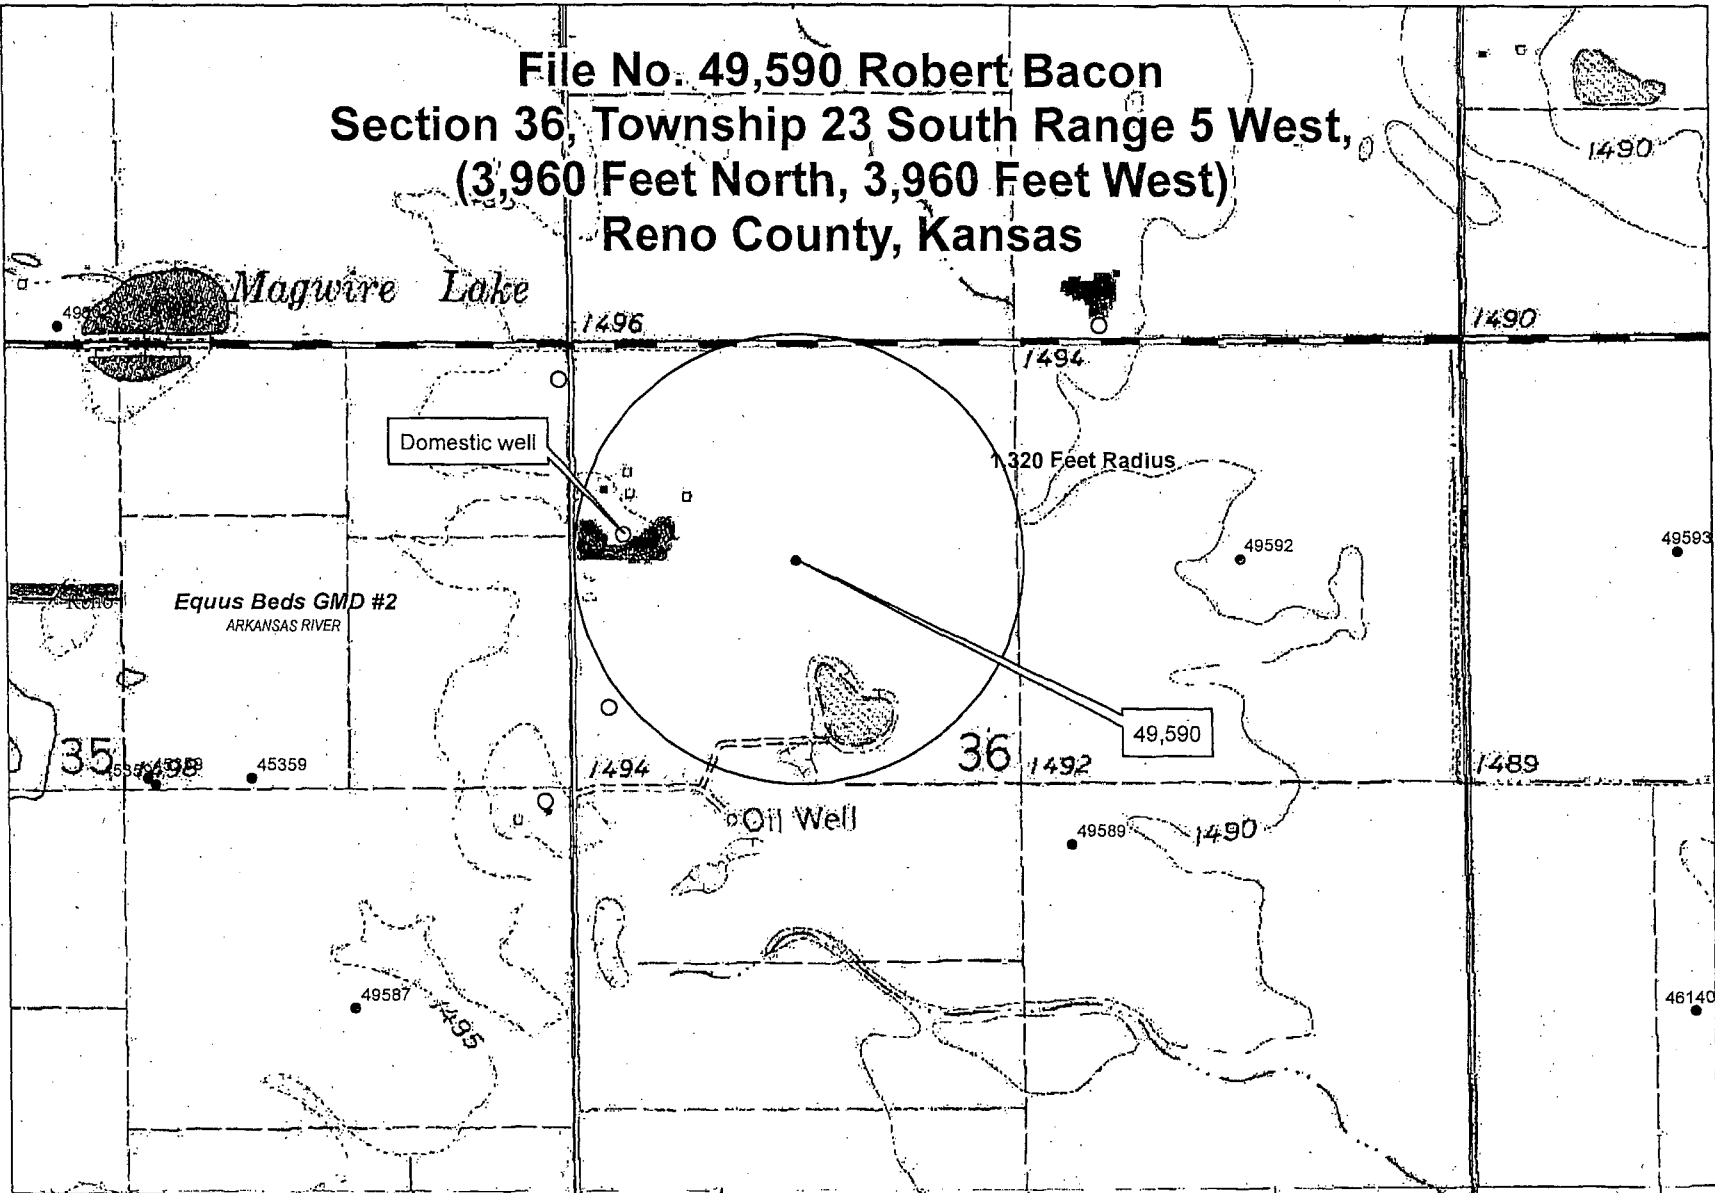 File No. 49,590 Robert Bacon
Section 36, Township 23 South Range 5 West,
(3,960 Feet North, 3,960 Feet West)
Reno County, Kansas
1490
Magwire Lake
1496
1490
1494
Domestic well
1,320 Feet Radius
49592
49593
Equus Beds GMD #2
ARKANSAS RIVER
49,590
35
45359
1494
36
1492
1489
Oil Well
49589
1490
49587
1495
46140